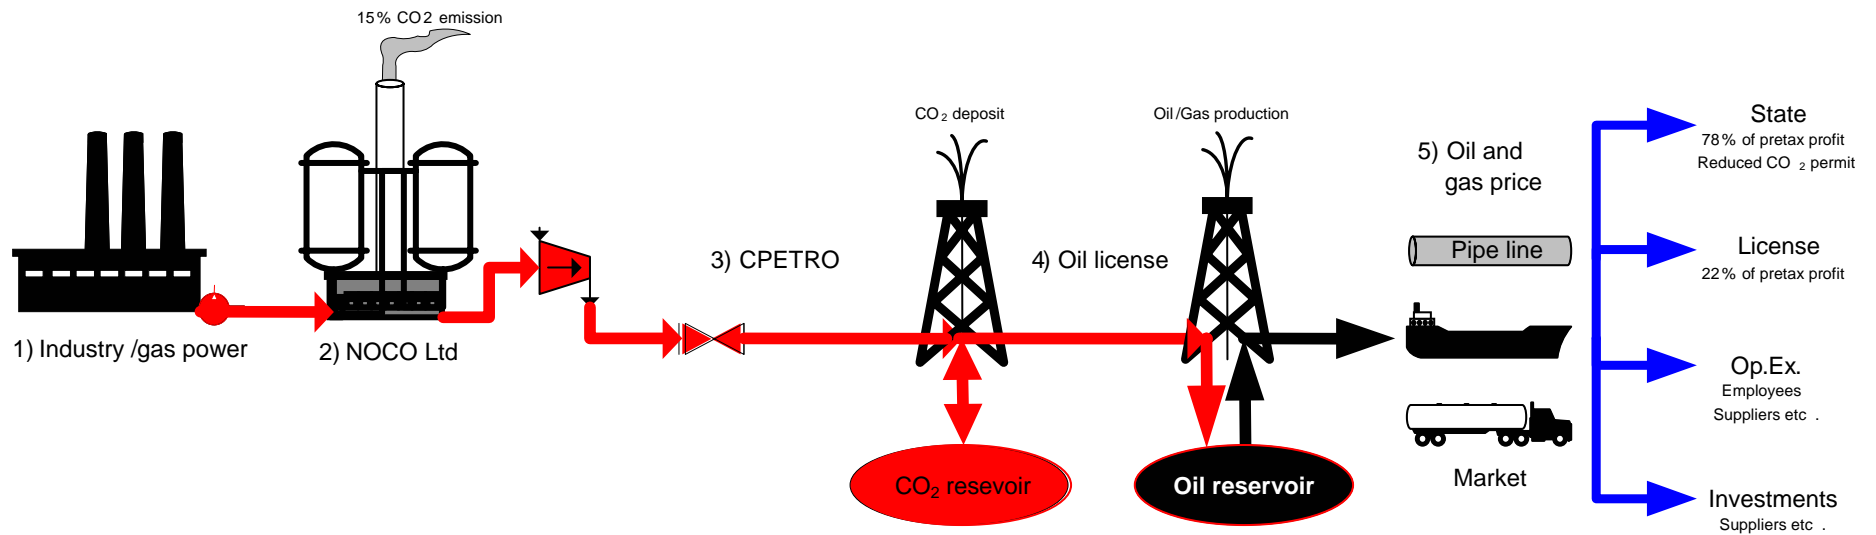 15% CO2 emission
CO2 deposit
Oil/Gas production
State
78% of pretax profit
Reduced CO 2 permit
5) Oil and
gas price
Pipe line
License
22% of pretax profit
3) CPETRO
4) Oil license
1) Industry /gas power
2) NOCO Ltd
Op.Ex.
Employees
Suppliers etc .
CO2 resevoir
Oil reservoir
Market
Investments
Suppliers etc .